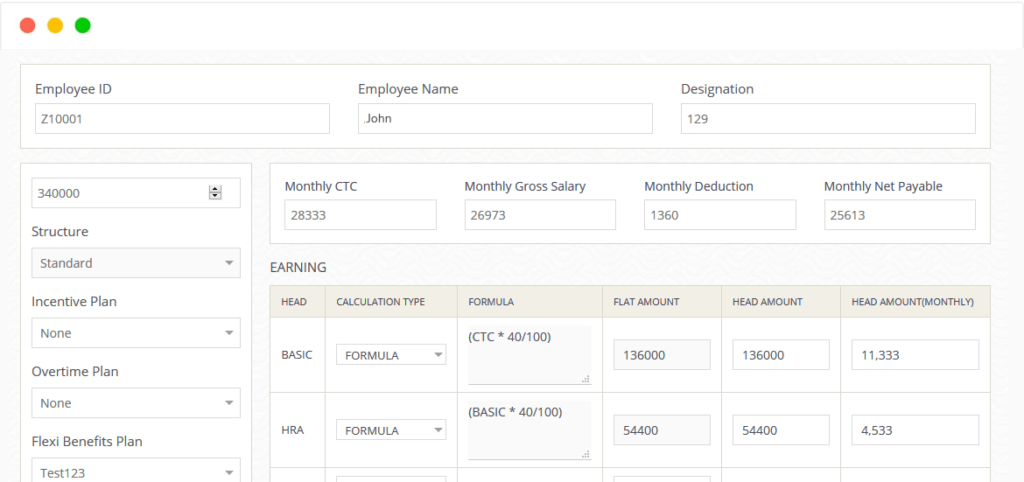 Employee ID Employee Name Designation
Z10001 .John 129
340000
Structure
Standard
Incentive Plan
None
Overtime Plan
None
Flexi Benefits Plan
Test123
Monthly CTC Monthly Gross Salary Monthly Deduction Monthly Net Payable
28333 26973 1360 25613
EARNING
HEAD CALCULATION TYPE FORMULA FLAT AMOUNT HEAD AMOUNT HEAD AMOUNT(MONTHLY)
BASIC FORMULA (CTC * 40/100) 136000 136000 11,333
HRA FORMULA (BASIC * 40/100) 54400 54400 4,533